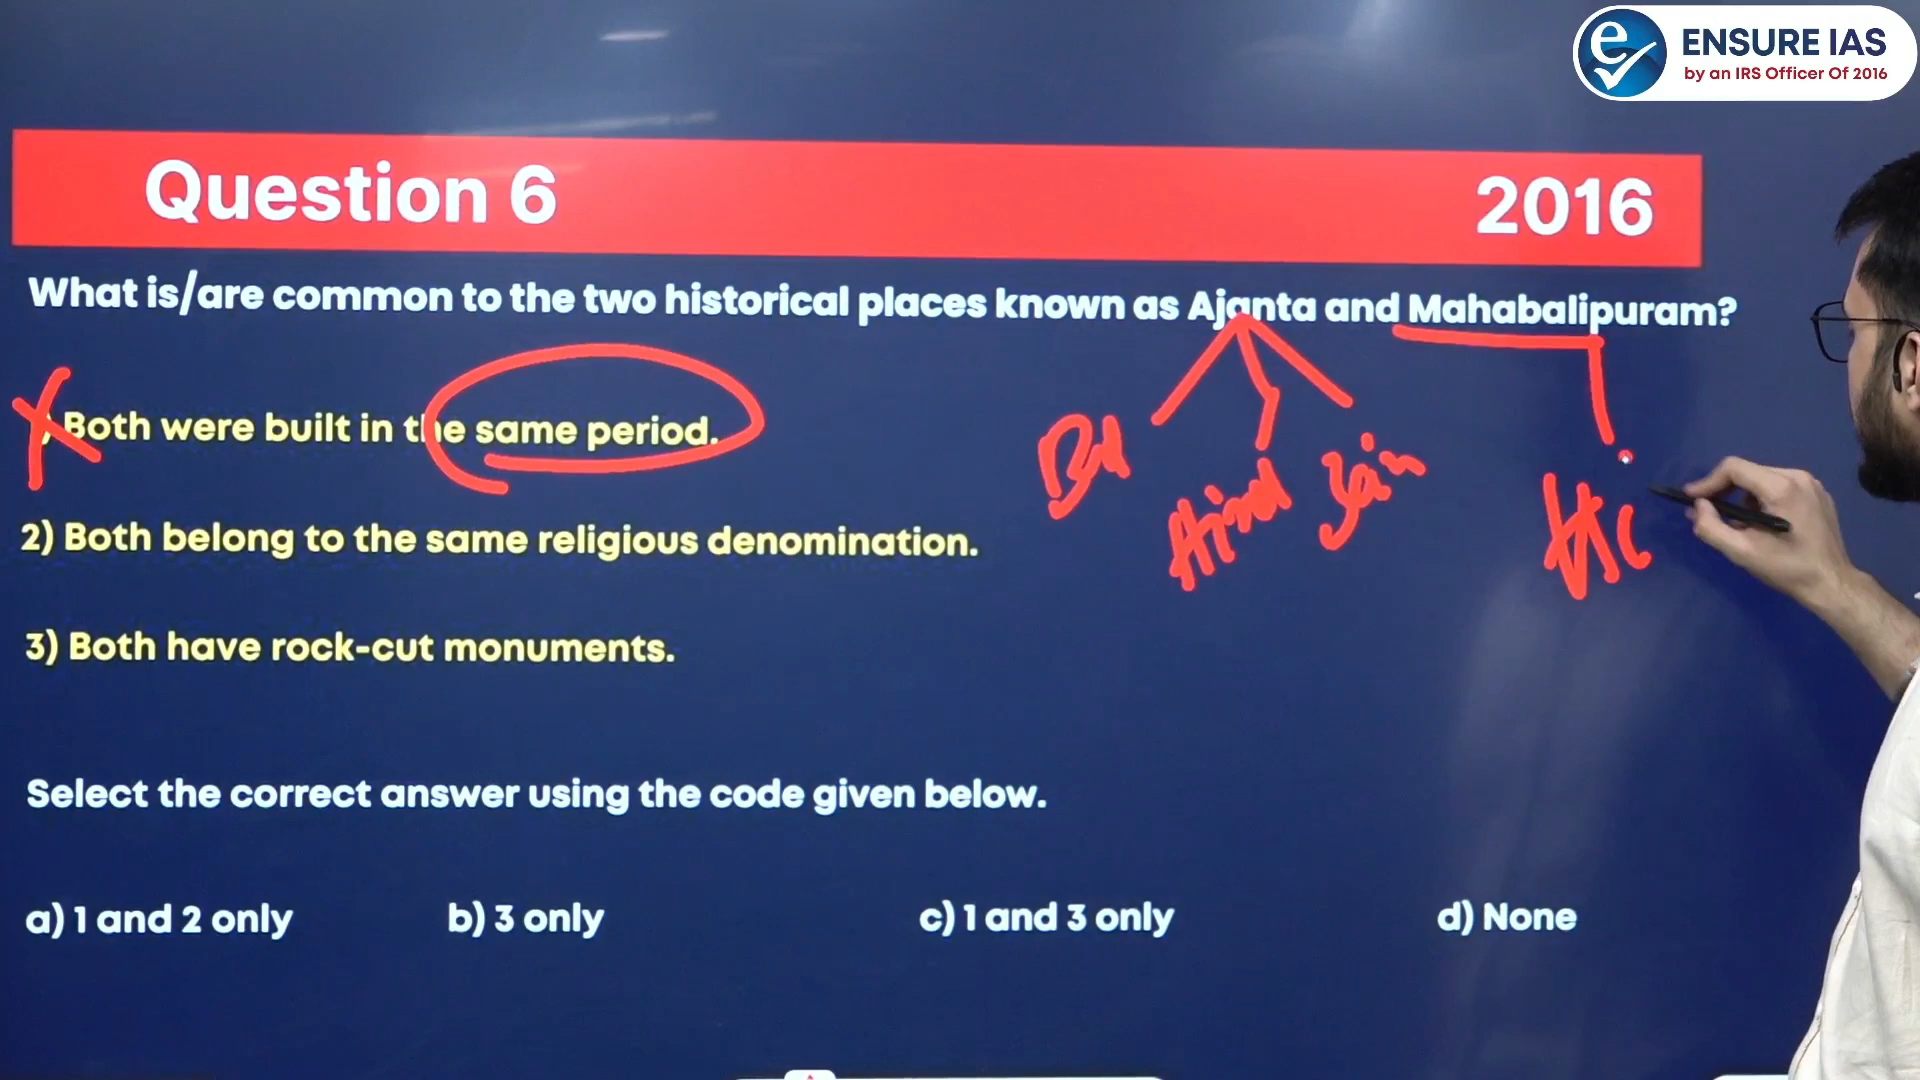 ENSURE IAS
by an IRS Officer Of 2016
Question 6
2016
What is/are common to the two historical places known as Ajanta and Mahabalipuram?
) Both were built in the same period.
Bd
Hind
Jain
2) Both belong to the same religious denomination.
3) Both have rock-cut monuments.
Select the correct answer using the code given below.
a) 1 and 2 only
b) 3 only
c) 1 and 3 only
d) None